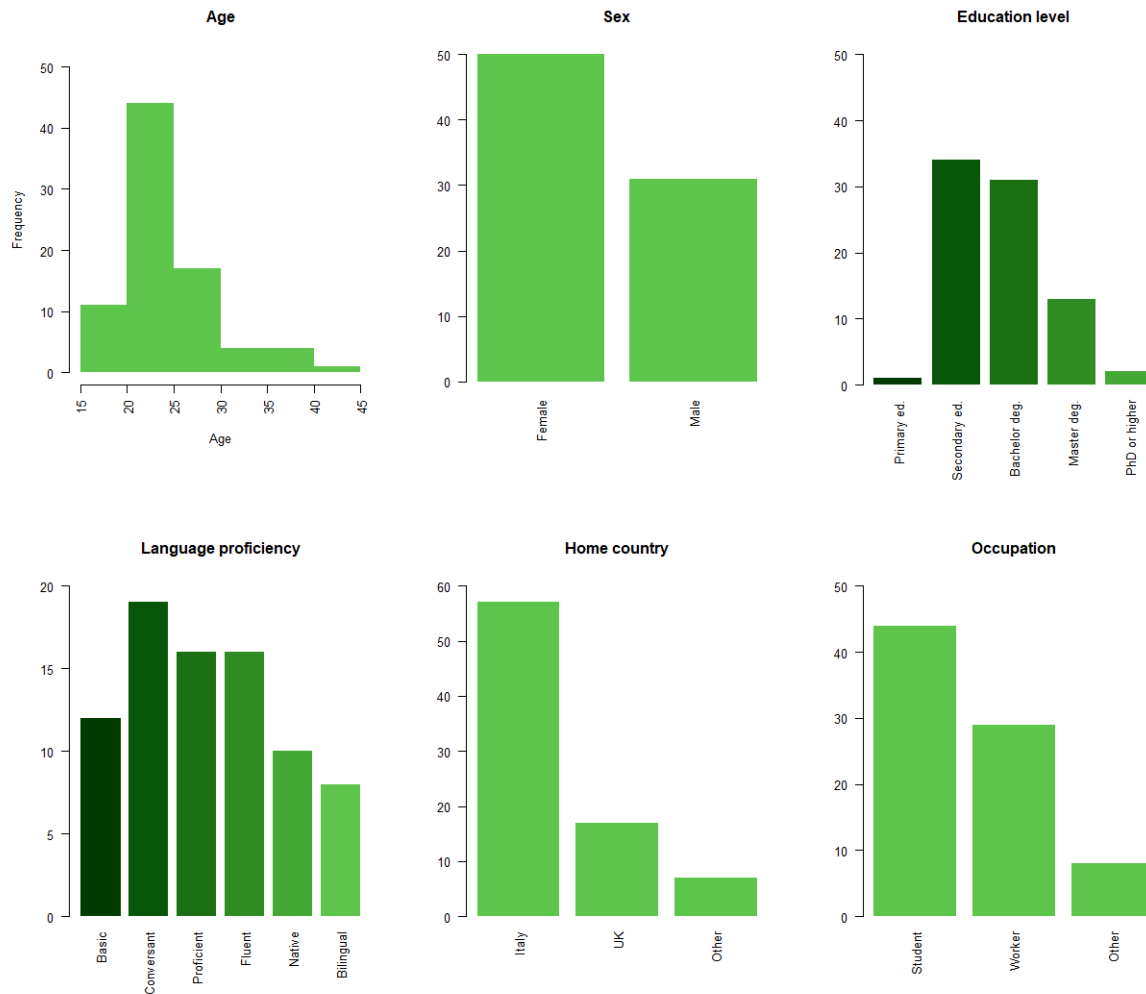 Age
Frequency
50
40
30
20
10
0
15
20
25
30
35
40
45
Age
Sex
50
40
30
20
10
0
Female
Male
Education level
50
40
30
20
10
0
Primary ed.
Secondary ed.
Bachelor deg.
Master deg.
PhD or higher
Language proficiency
20
15
10
5
0
Basic
Conversant
Proficient
Fluent
Native
Bilingual
Home country
60
50
40
30
20
10
0
Italy
UK
Other
Occupation
50
40
30
20
10
0
Student
Worker
Other